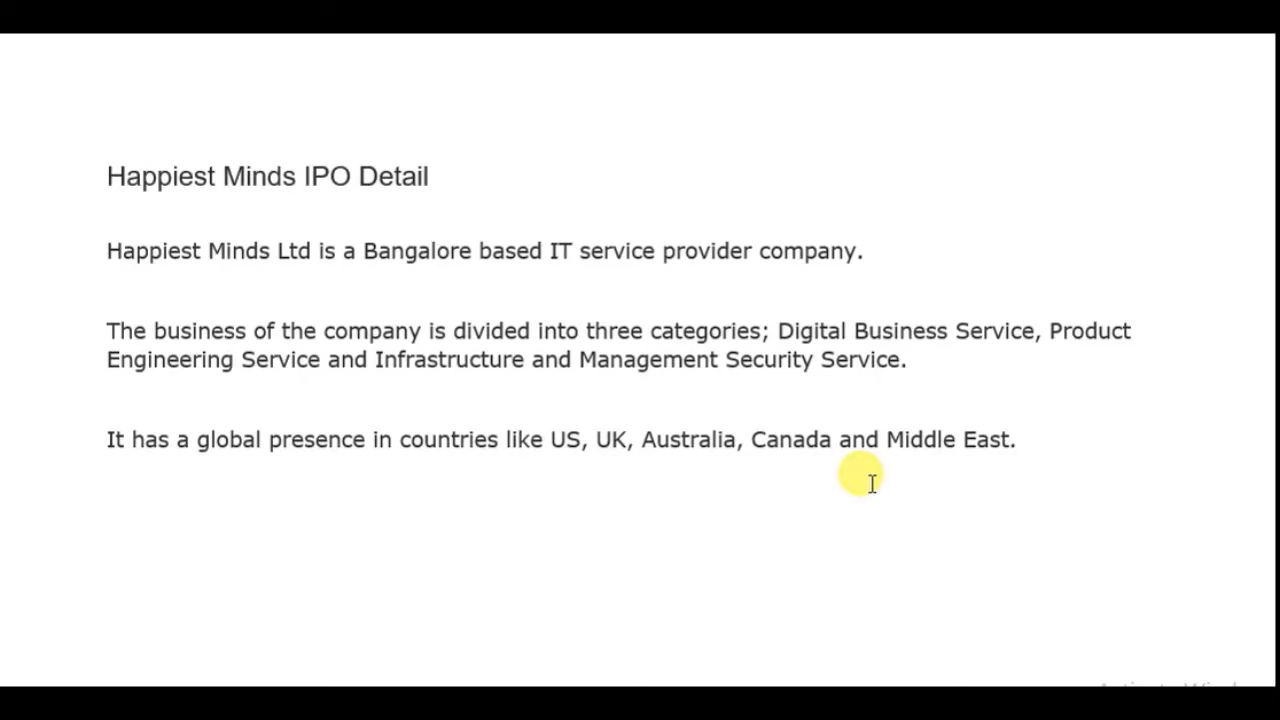 Happiest Minds IPO Detail
Happiest Minds Ltd is a Bangalore based IT service provider company.
The business of the company is divided into three categories; Digital Business Service, Product
Engineering Service and Infrastructure and Management Security Service.
It has a global presence in countries like US, UK, Australia, Canada and Middle East.